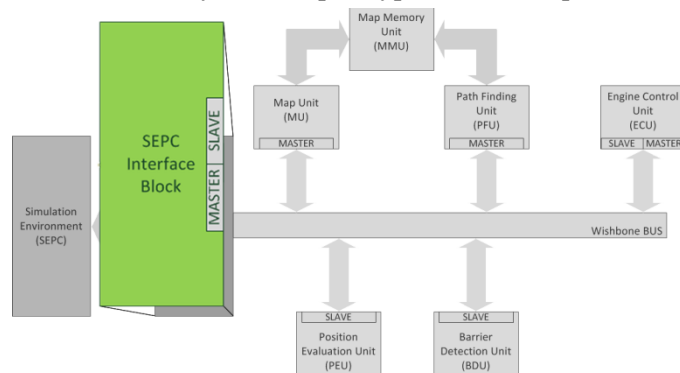 Map Memory
Unit
(MMU)
Map Unit
(MU)
MASTER
Path Finding
Unit
(PFU)
MASTER
Engine Control
Unit
(ECU)
SLAVE MASTER
SEPC
Interface
Block
SLAVE
MASTER
Simulation
Environment
(SEPC)
Wishbone BUS
SLAVE
Position
Evaluation Unit
(PEU)
SLAVE
Barrier
Detection Unit
(BDU)